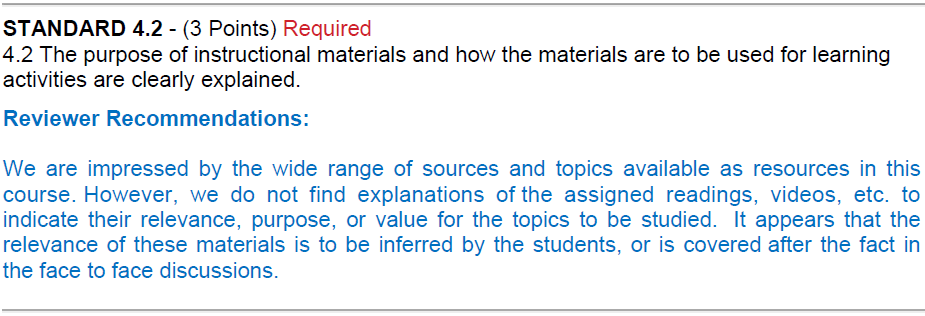 STANDARD 4.2 - (3 Points) Required
4.2 The purpose of instructional materials and how the materials are to be used for learning
activities are clearly explained.
Reviewer Recommendations:
We are impressed by the wide range of sources and topics available as resources in this
course. However, we do not find explanations of the assigned readings, videos, etc. to
indicate their relevance, purpose, or value for the topics to be studied.  It appears that the
relevance of these materials is to be inferred by the students, or is covered after the fact in
the face to face discussions.